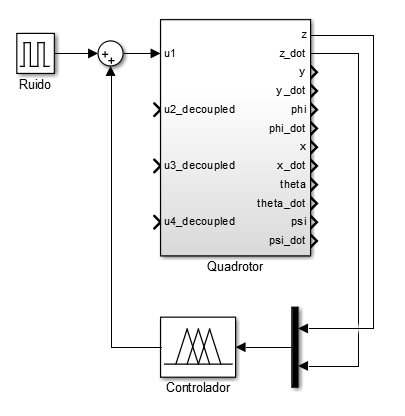 Ruido
+
+
u1
u2_decoupled
u3_decoupled
u4_decoupled
z
z_dot
y
y_dot
phi
phi_dot
x
x_dot
theta
theta_dot
psi
psi_dot
Quadrotor
Controlador